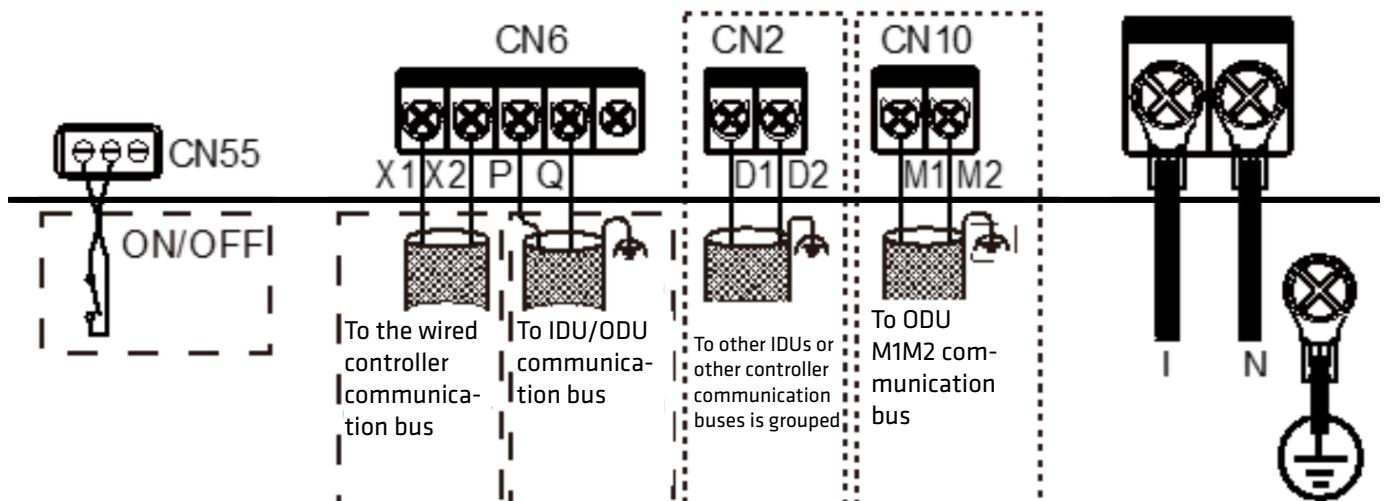 CN6
CN2
CN10
CN55
X1 X2 P Q
D1 D2
M1 M2
ON/OFF
To the wired
controller
communica-
tion bus
To IDU/ODU
communica-
tion bus
To other IDUs or
other controller
communication
buses is grouped
To ODU
M1M2 com-
munication
bus
I
N